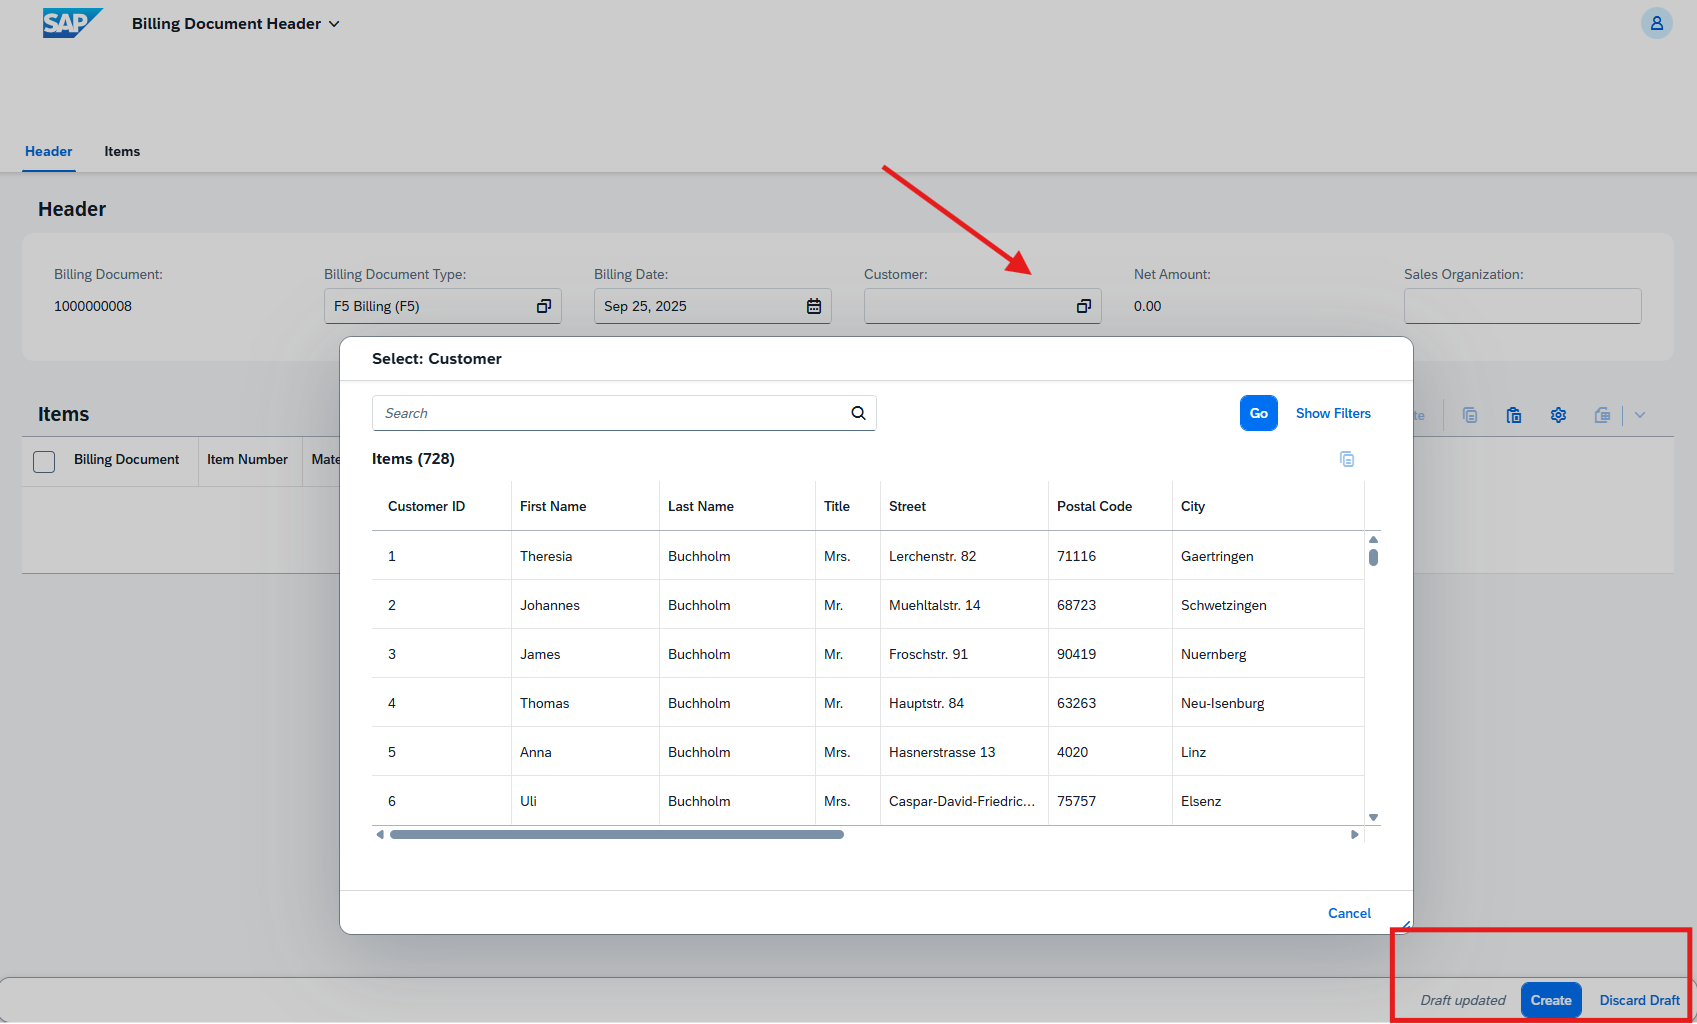 SAP Billing Document Header
Header Items
Header
Billing Document: Billing Document Type: Billing Date: Customer: Net Amount: Sales Organization:
1000000008 F5 Billing (F5) Sep 25, 2025 0.00
Select: Customer
Search Go Show Filters
Items
Items (728)
Billing Document Item Number
Customer ID First Name Last Name Title Street Postal Code City
1 Theresia Buchholm Mrs. Lerchenstr. 82 71116 Gaertringen
2 Johannes Buchholm Mr. Muehltalstr. 14 68723 Schwetzingen
3 James Buchholm Mr. Froschstr. 91 90419 Nuernberg
4 Thomas Buchholm Mr. Hauptstr. 84 63263 Neu-Isenburg
5 Anna Buchholm Mrs. Hasnerstrasse 13 4020 Linz
6 Uli Buchholm Mrs. Caspar-David-Friedric... 75757 Elsenz
Cancel
Draft updated Create Discard Draft